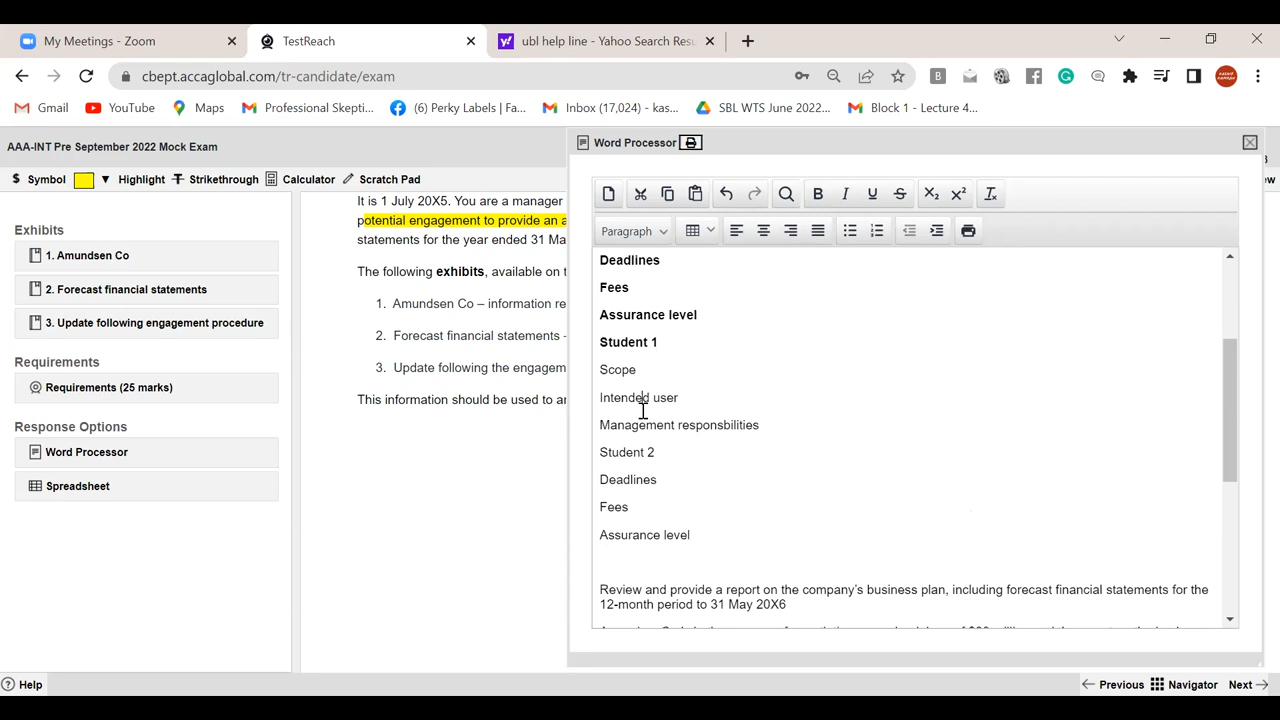 My Meetings - Zoom
TestReach
ubl help line - Yahoo Search Resu
cbept.accaglobal.com/tr-candidate/exam
Gmail
YouTube
Maps
Professional Skepti...
(6) Perky Labels | Fa...
Inbox (17,024) - kas...
SBL WTS June 2022...
Block 1 - Lecture 4...
AAA-INT Pre September 2022 Mock Exam
$ Symbol
Highlight
Strikethrough
Calculator
Scratch Pad
Exhibits
1. Amundsen Co
2. Forecast financial statements
3. Update following engagement procedure
Requirements
Requirements (25 marks)
Response Options
Word Processor
Spreadsheet
It is 1 July 20X5. You are a manager
potential engagement to provide an a
statements for the year ended 31 Ma
The following exhibits, available on t
1. Amundsen Co – information re
2. Forecast financial statements -
3. Update following the engagem
This information should be used to an
Word Processor
Paragraph
Deadlines
Fees
Assurance level
Student 1
Scope
Intended user
Management responsbilities
Student 2
Deadlines
Fees
Assurance level
Review and provide a report on the company's business plan, including forecast financial statements for the
12-month period to 31 May 20X6
Help
Previous
Navigator
Next